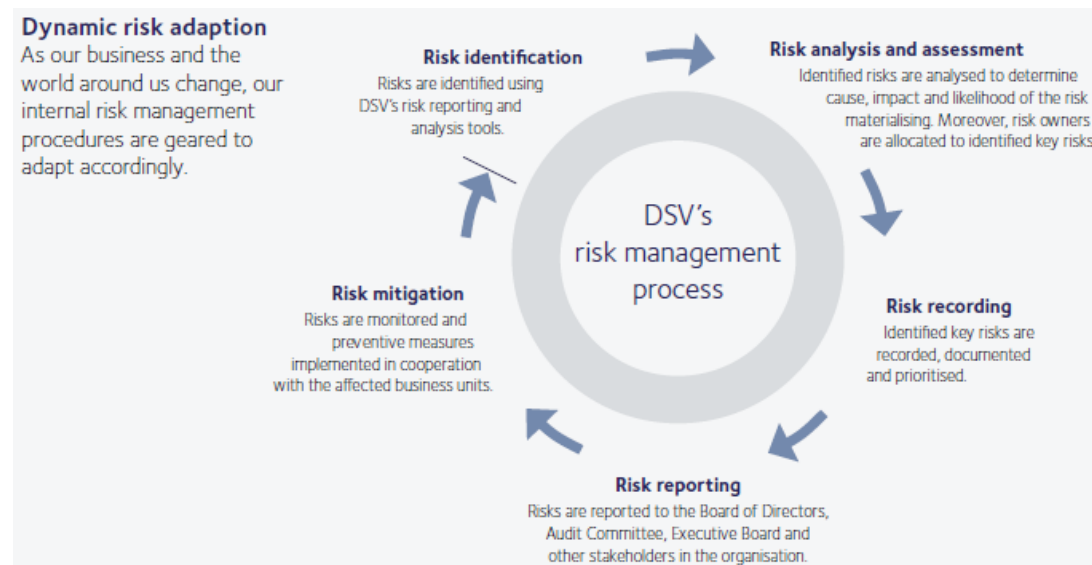 Dynamic risk adaption
As our business and the
world around us change, our
internal risk management
procedures are geared to
adapt accordingly.
Risk identification
Risks are identified using
DSV's risk reporting and
analysis tools.
Risk analysis and assessment
Identified risks are analysed to determine
cause, impact and likelihood of the risk
materialising. Moreover, risk owners
are allocated to identified key risks
DSV's
risk management
process
Risk recording
Identified key risks are
recorded, documented
and prioritised.
Risk reporting
Risks are reported to the Board of Directors,
Audit Committee, Executive Board and
other stakeholders in the organisation.
Risk mitigation
Risks are monitored and
preventive measures
implemented in cooperation
with the affected business units.